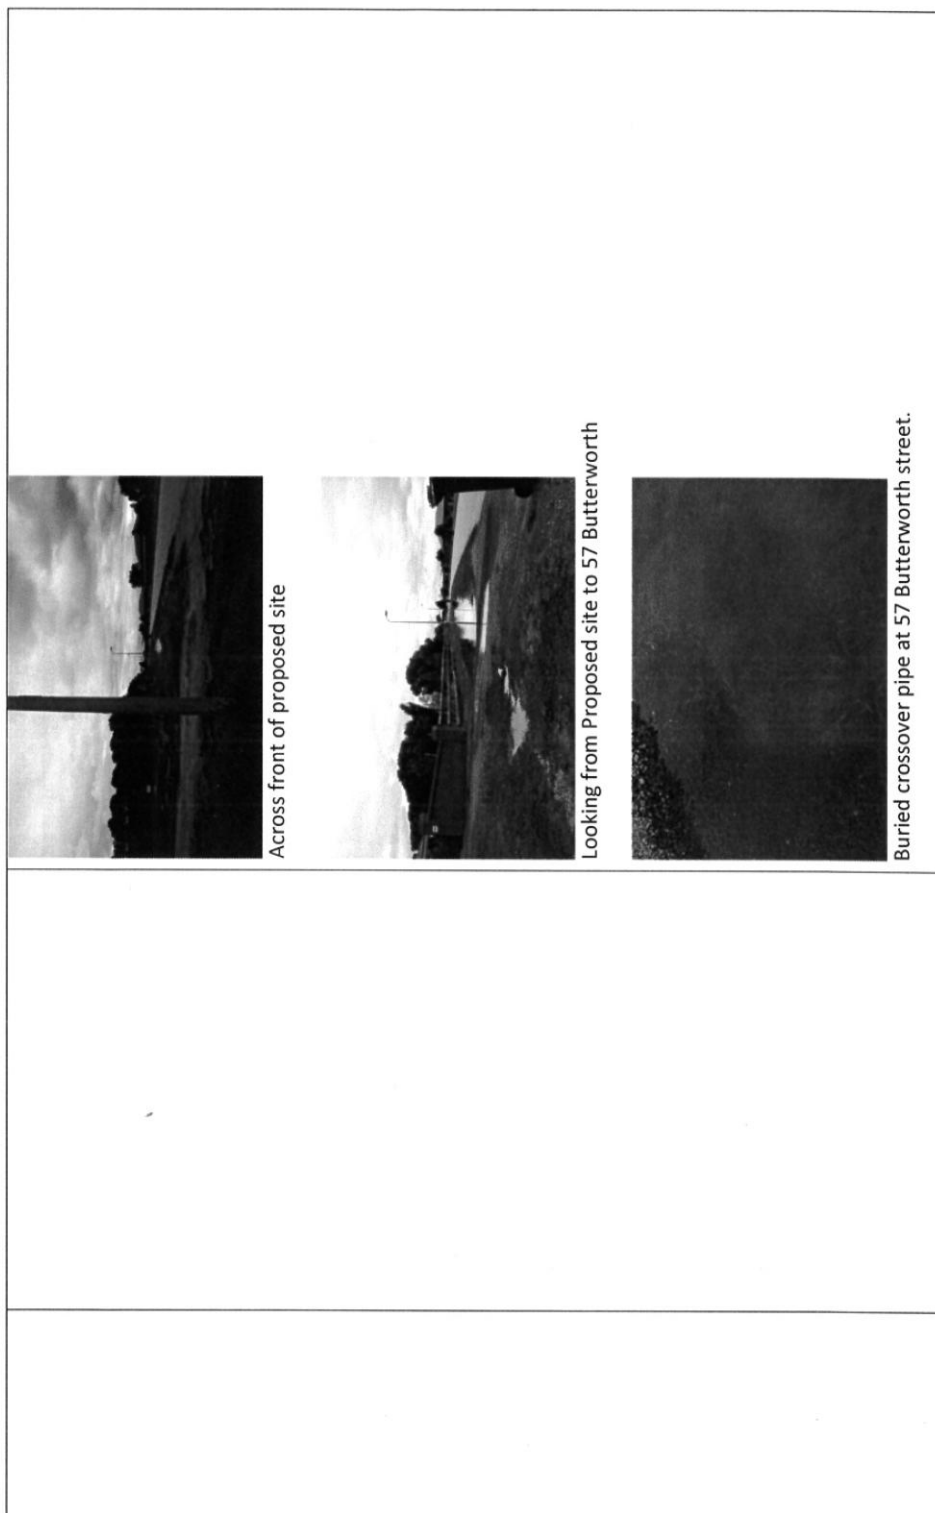 Across front of proposed site
Looking from Proposed site to 57 Butterworth
Buried crossover pipe at 57 Butterworth street.